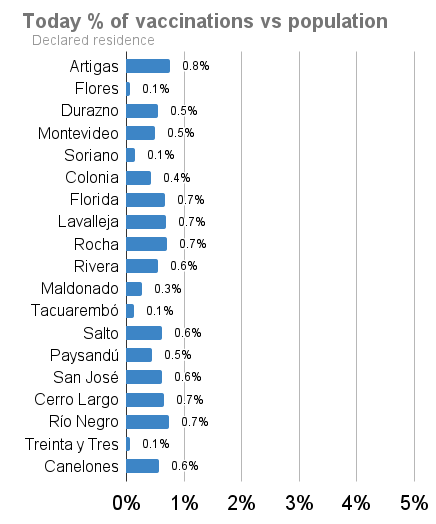 Today % of vaccinations vs population
Declared residence
Artigas 0.8%
Flores 0.1%
Durazno 0.5%
Montevideo 0.5%
Soriano 0.1%
Colonia 0.4%
Florida 0.7%
Lavalleja 0.7%
Rocha 0.7%
Rivera 0.6%
Maldonado 0.3%
Tacuarembó 0.1%
Salto 0.6%
Paysandú 0.5%
San José 0.6%
Cerro Largo 0.7%
Río Negro 0.7%
Treinta y Tres 0.1%
Canelones 0.6%
0% 1% 2% 3% 4% 5%